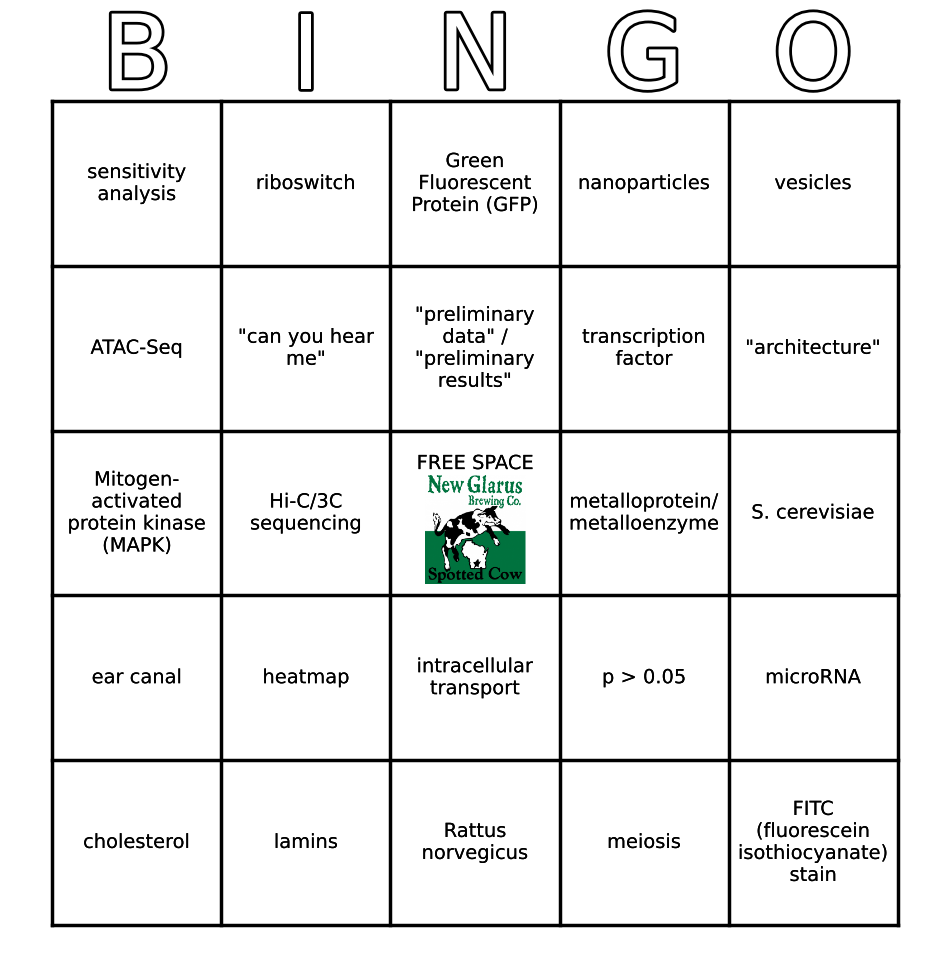 B I N G O
sensitivity
analysis
riboswitch
Green
Fluorescent
Protein (GFP)
nanoparticles
vesicles
ATAC-Seq
"can you hear
me"
"preliminary
data" /
"preliminary
results"
transcription
factor
"architecture"
Mitogen-
activated
protein kinase
(MAPK)
Hi-C/3C
sequencing
FREE SPACE
New Glarus
Brewing Co.
Spotted Cow
metalloprotein/
metalloenzyme
S. cerevisiae
ear canal
heatmap
intracellular
transport
p > 0.05
microRNA
cholesterol
lamins
Rattus
norvegicus
meiosis
FITC
(fluorescein
isothiocyanate)
stain